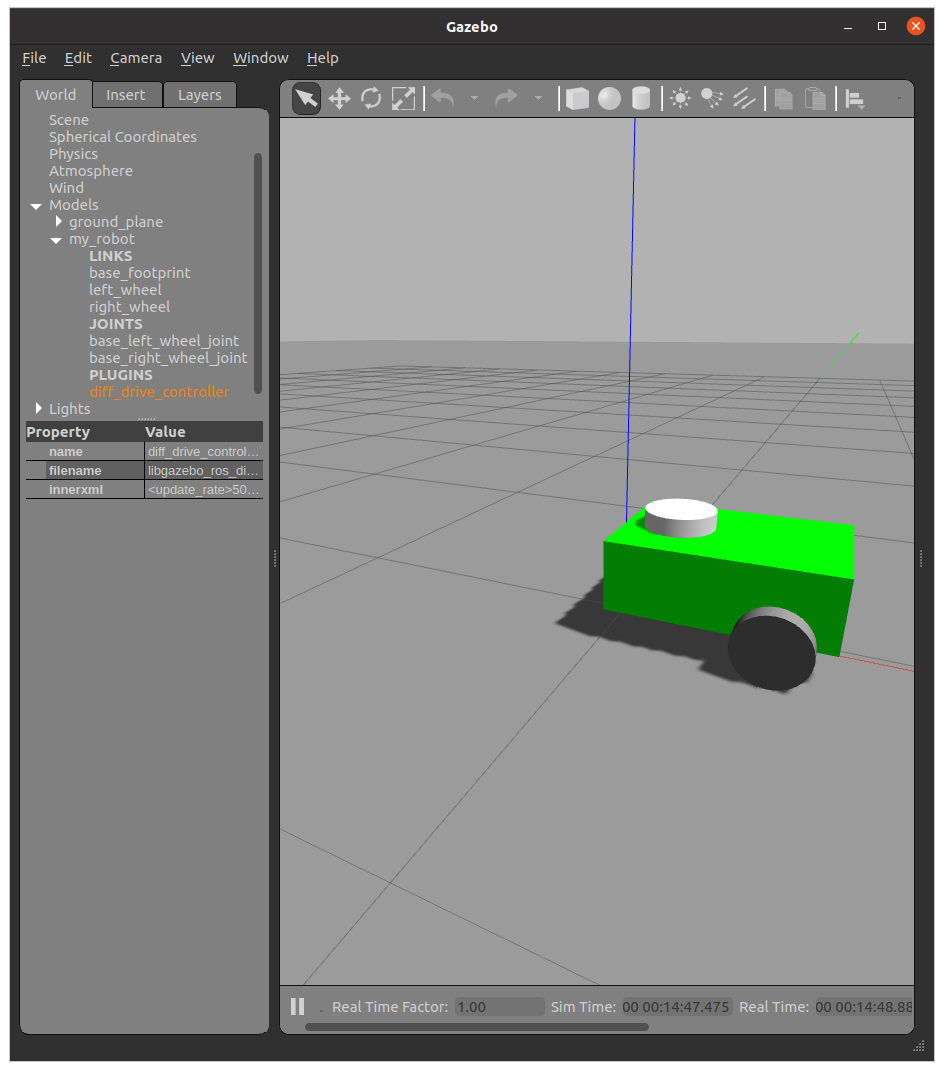 Gazebo
File Edit Camera View Window Help
World Insert Layers
Scene
Spherical Coordinates
Physics
Atmosphere
Wind
Models
ground_plane
my_robot
LINKS
base_footprint
left_wheel
right_wheel
JOINTS
base_left_wheel_joint
base_right_wheel_joint
PLUGINS
diff_drive_controller
Lights
Property Value
name diff_drive_control...
filename libgazebo_ros_di...
innerxml <update_rate>50...
Real Time Factor: 1.00 Sim Time: 00 00:14:47.475 Real Time: 00 00:14:48.88